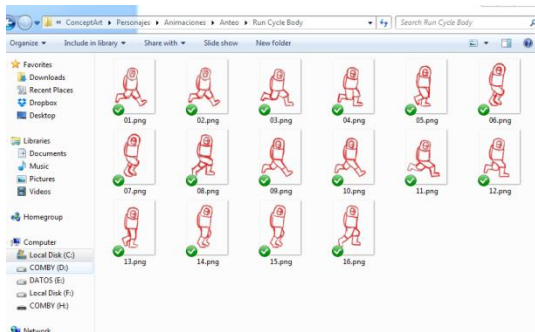 « ConceptArt ▸ Personajes ▸ Animaciones ▸ Anteo ▸ Run Cycle Body
Search Run Cycle Body
Organize Include in library Share with Slide show New folder
Favorites
Downloads
Recent Places
Dropbox
Desktop
Libraries
Documents
Music
Pictures
Videos
Homegroup
Computer
Local Disk (C:)
COMBY (D:)
DATOS (E:)
Local Disk (F:)
COMBY (H:)
Network
01.png 02.png 03.png 04.png 05.png 06.png
07.png 08.png 09.png 10.png 11.png 12.png
13.png 14.png 15.png 16.png